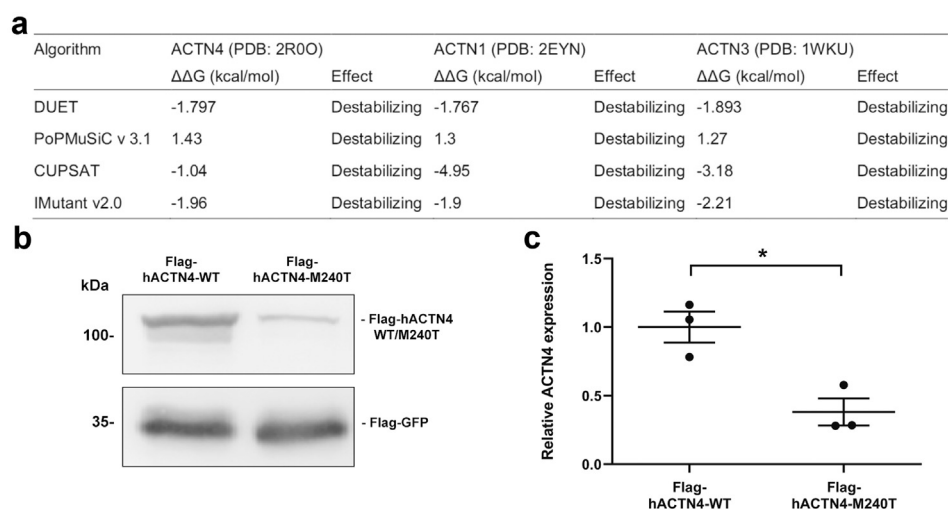 a
Algorithm ACTN4 (PDB: 2R0O) ACTN1 (PDB: 2EYN) ACTN3 (PDB: 1WKU)
ΔΔG (kcal/mol) Effect ΔΔG (kcal/mol) Effect ΔΔG (kcal/mol) Effect
DUET -1.797 Destabilizing -1.767 Destabilizing -1.893 Destabilizing
PoPMuSiC v 3.1 1.43 Destabilizing 1.3 Destabilizing 1.27 Destabilizing
CUPSAT -1.04 Destabilizing -4.95 Destabilizing -3.18 Destabilizing
IMutant v2.0 -1.96 Destabilizing -1.9 Destabilizing -2.21 Destabilizing
b
Flag-
hACTN4-WT
Flag-
hACTN4-M240T
kDa
100-
- Flag-hACTN4
WT/M240T
35-
- Flag-GFP
c
Relative ACTN4 expression
1.5
1.0
0.5
0.0
*
Flag-
hACTN4-WT
Flag-
hACTN4-M240T